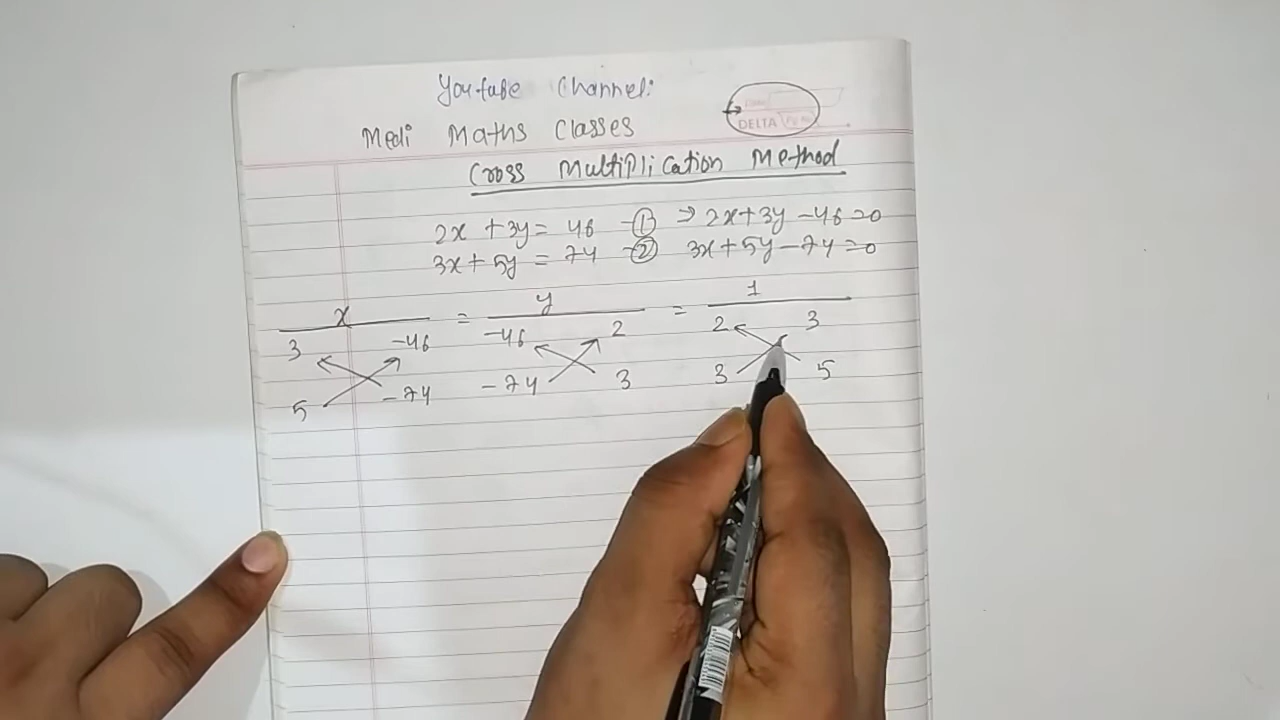 YouTube Channel:
Medi Maths Classes
DELTA
Cross Multiplication Method
2x + 3y = 46 -① ⇒ 2x+3y -46=0
3x + 5y = 74 -② 3x+5y-74=0
x = y = 1
3 -46 -46 2 2 3
5 -74 -74 3 3 5